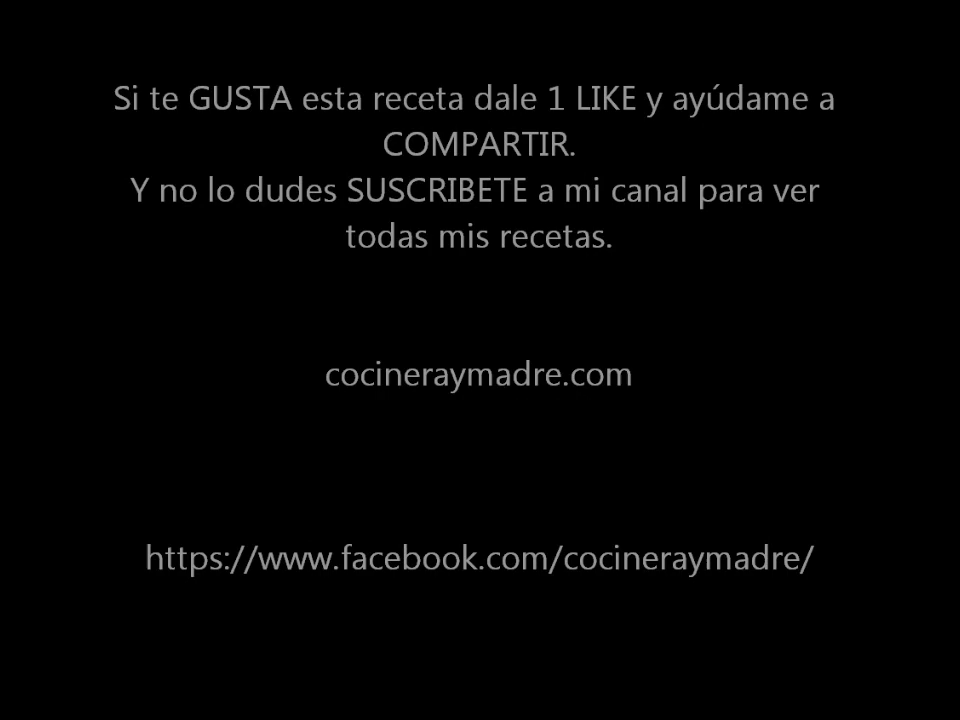 Si te GUSTA esta receta dale 1 LIKE y ayúdame a
COMPARTIR.
Y no lo dudes SUSCRIBETE a mi canal para ver
todas mis recetas.
cocineraymadre.com
https://www.facebook.com/cocineraymadre/